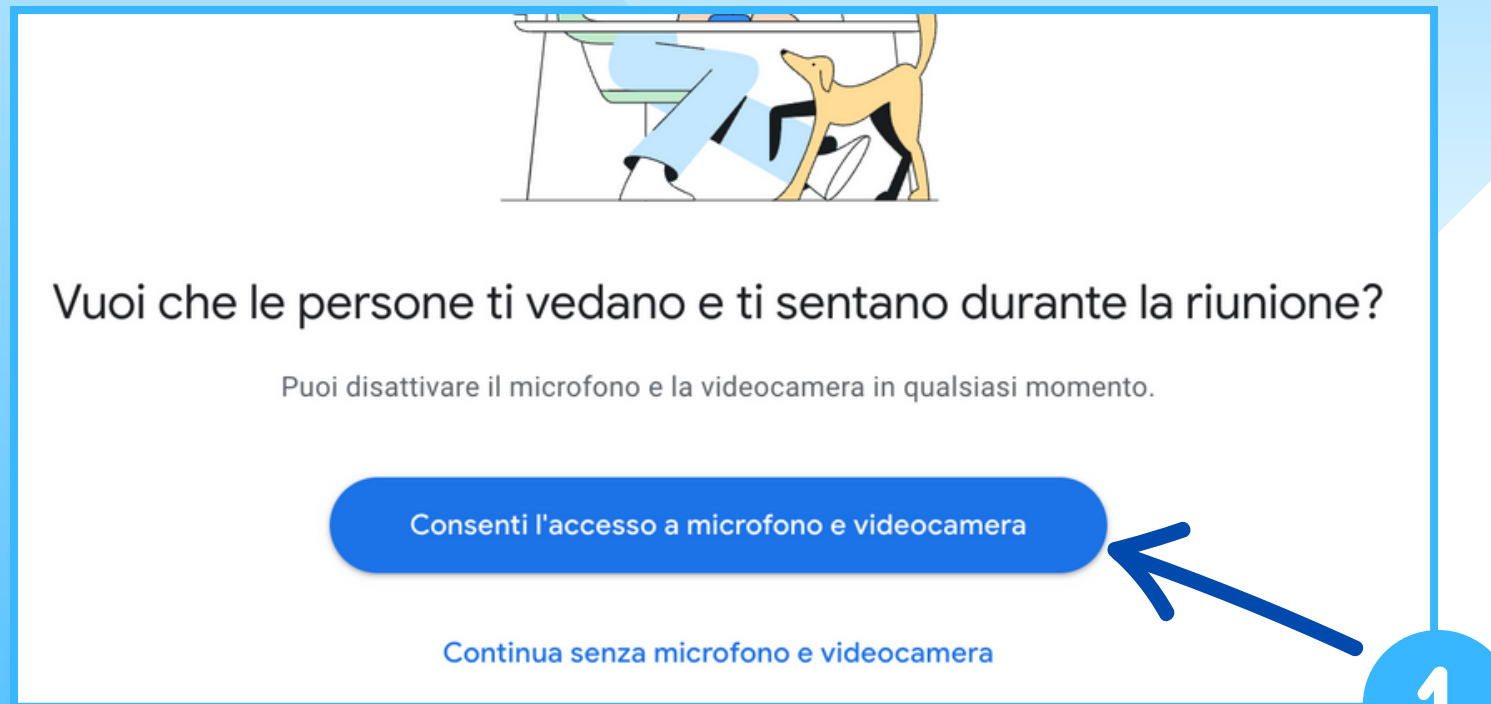 Vuoi che le persone ti vedano e ti sentano durante la riunione?
Puoi disattivare il microfono e la videocamera in qualsiasi momento.
Consenti l'accesso a microfono e videocamera
Continua senza microfono e videocamera
1